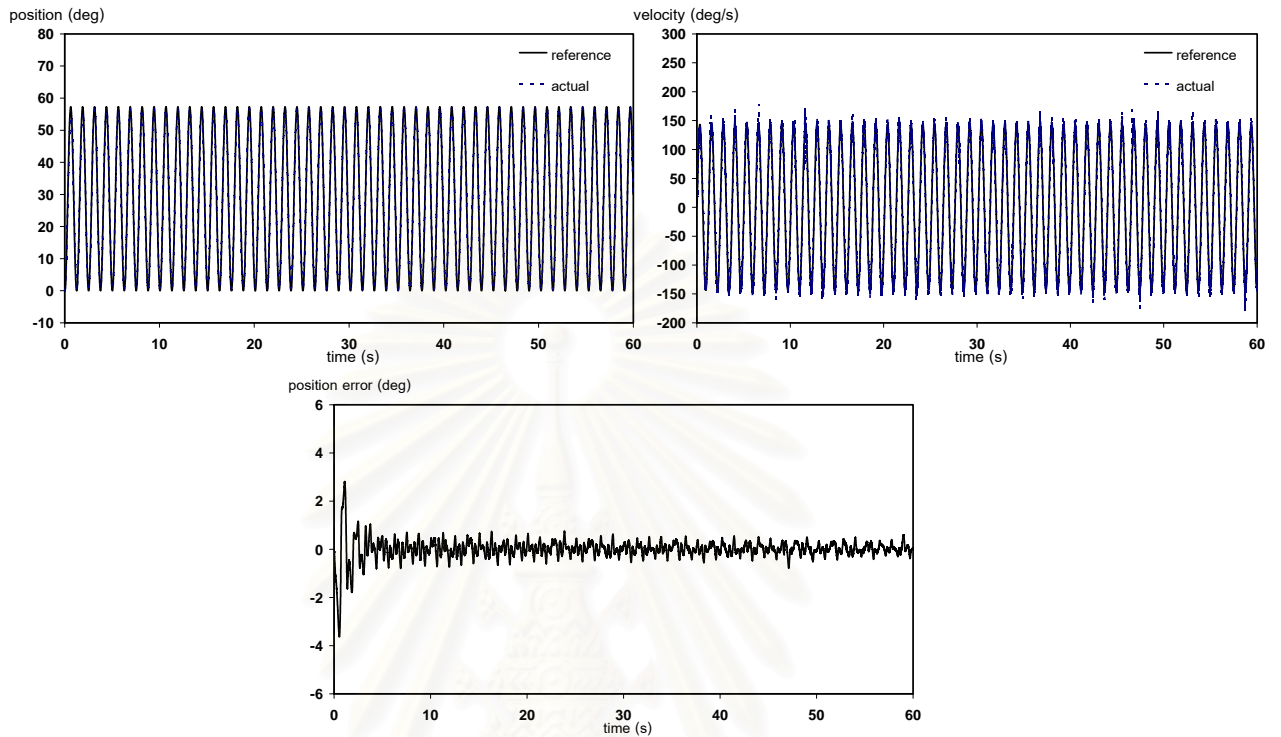 position (deg)
80
70
60
50
40
30
20
10
0
-10
reference
actual
0 10 20 30 40 50 60
time (s)
velocity (deg/s)
300
250
200
150
100
50
0
-50
-100
-150
-200
reference
actual
0 10 20 30 40 50 60
time (s)
position error (deg)
6
4
2
0
-2
-4
-6
0 10 20 30 40 50 60
time (s)